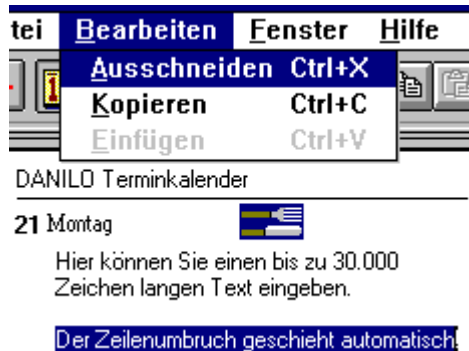 tei Bearbeiten Fenster Hilfe
Ausschneiden Ctrl+X
Kopieren Ctrl+C
Einfügen Ctrl+V
DANILO Terminkalender
21 Montag
Hier können Sie einen bis zu 30.000
Zeichen langen Text eingeben.
Der Zeilenumbruch geschieht automatisch.